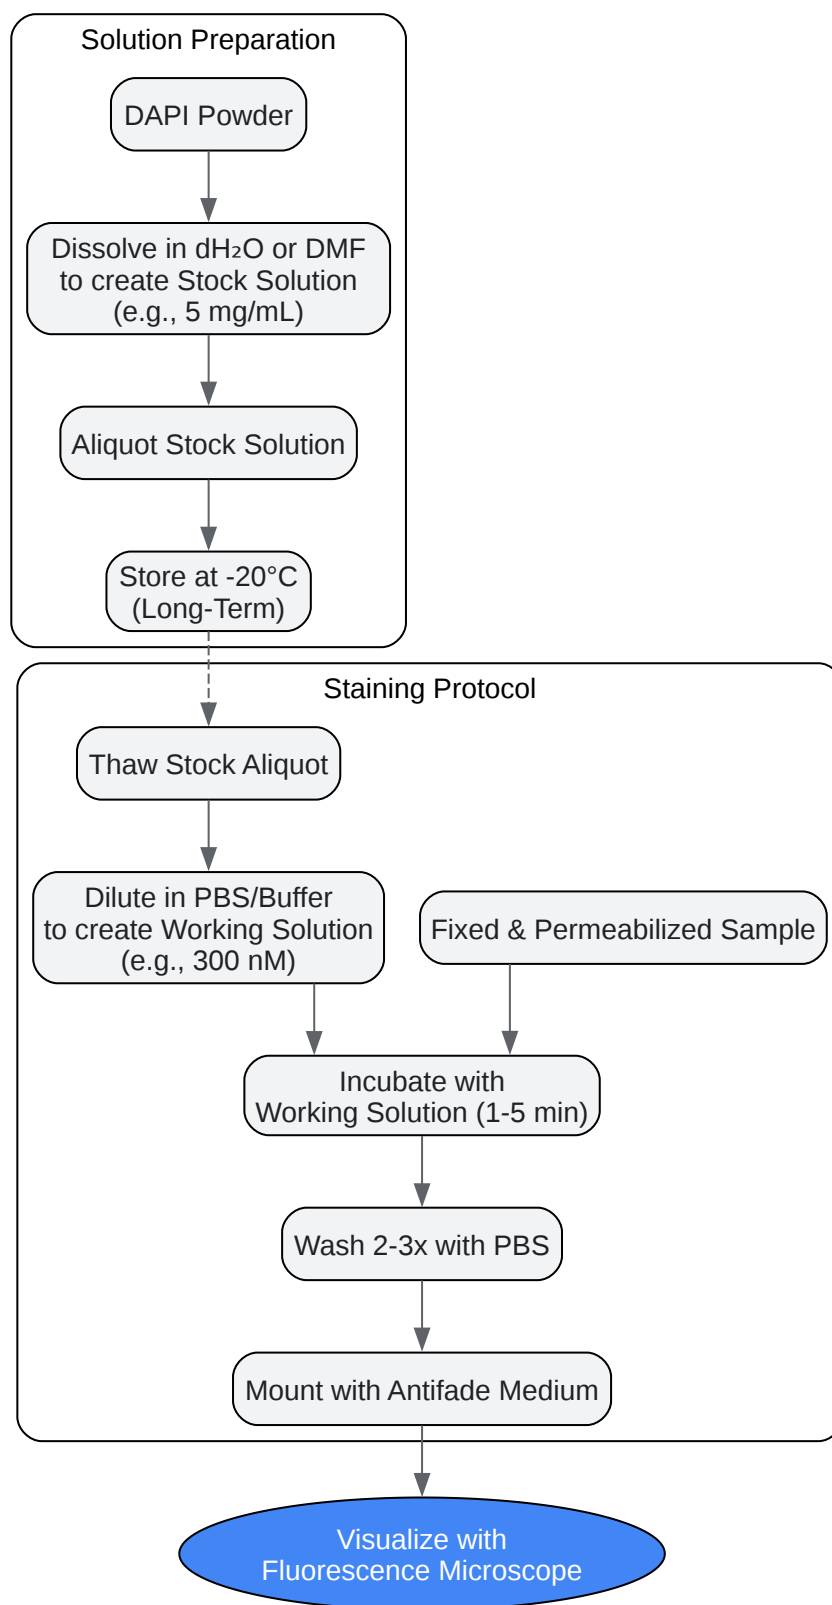 Solution Preparation
DAPI Powder
Dissolve in dH₂O or DMF
to create Stock Solution
(e.g., 5 mg/mL)
Aliquot Stock Solution
Store at -20°C
(Long-Term)
Staining Protocol
Thaw Stock Aliquot
Dilute in PBS/Buffer
to create Working Solution
(e.g., 300 nM)
Fixed & Permeabilized Sample
Incubate with
Working Solution (1-5 min)
Wash 2-3x with PBS
Mount with Antifade Medium
Visualize with
Fluorescence Microscope